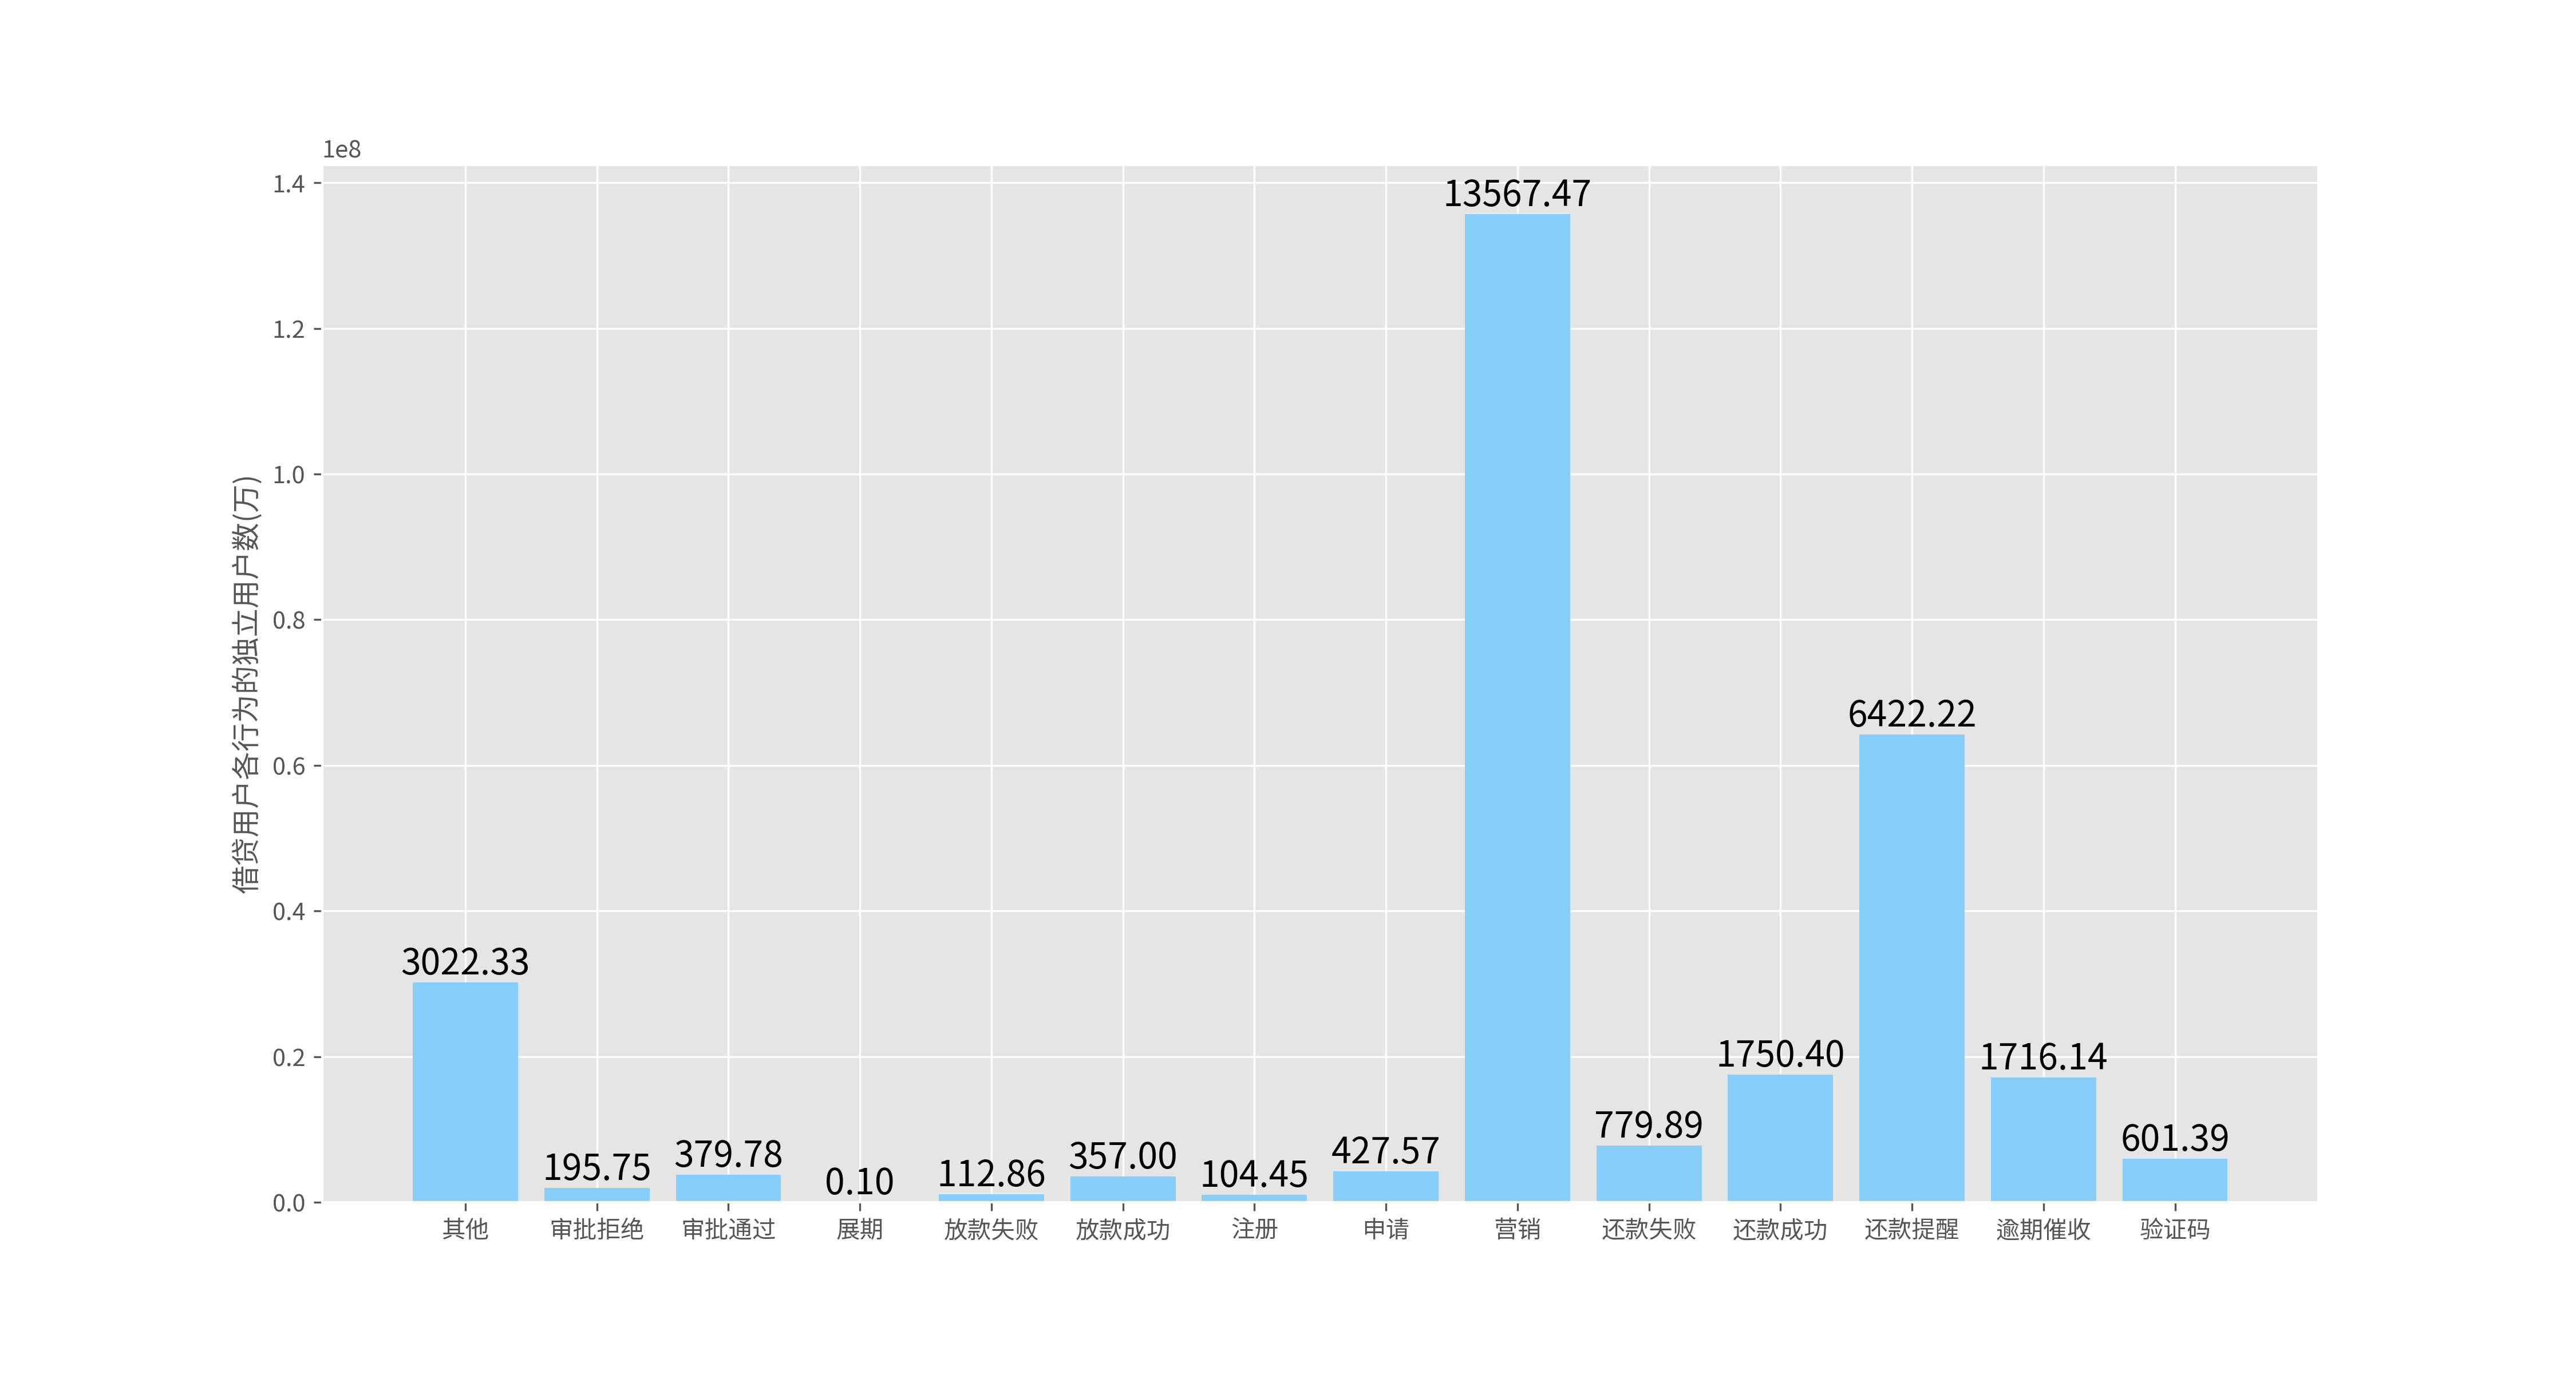 1e8
1.4
1.2
1.0
0.8
0.6
0.4
0.2
0.0
借贷用户各行为的独立用户数(万)
3022.33
195.75
379.78
0.10
112.86
357.00
104.45
427.57
13567.47
779.89
1750.40
6422.22
1716.14
601.39
其他
审批拒绝
审批通过
展期
放款失败
放款成功
注册
申请
营销
还款失败
还款成功
还款提醒
逾期催收
验证码